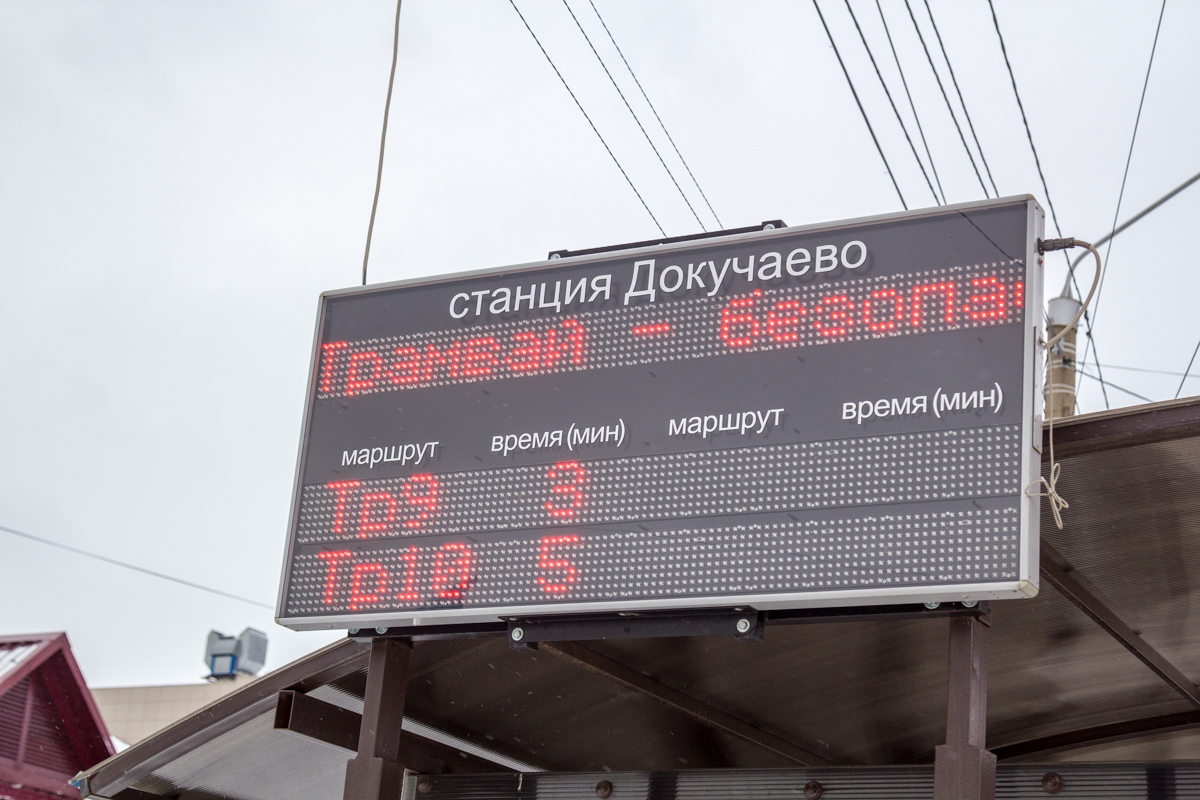 станция Докучаево
Трамвай - безопа
маршрут время (мин) маршрут время (мин)
Тр9 3
Тр10 5